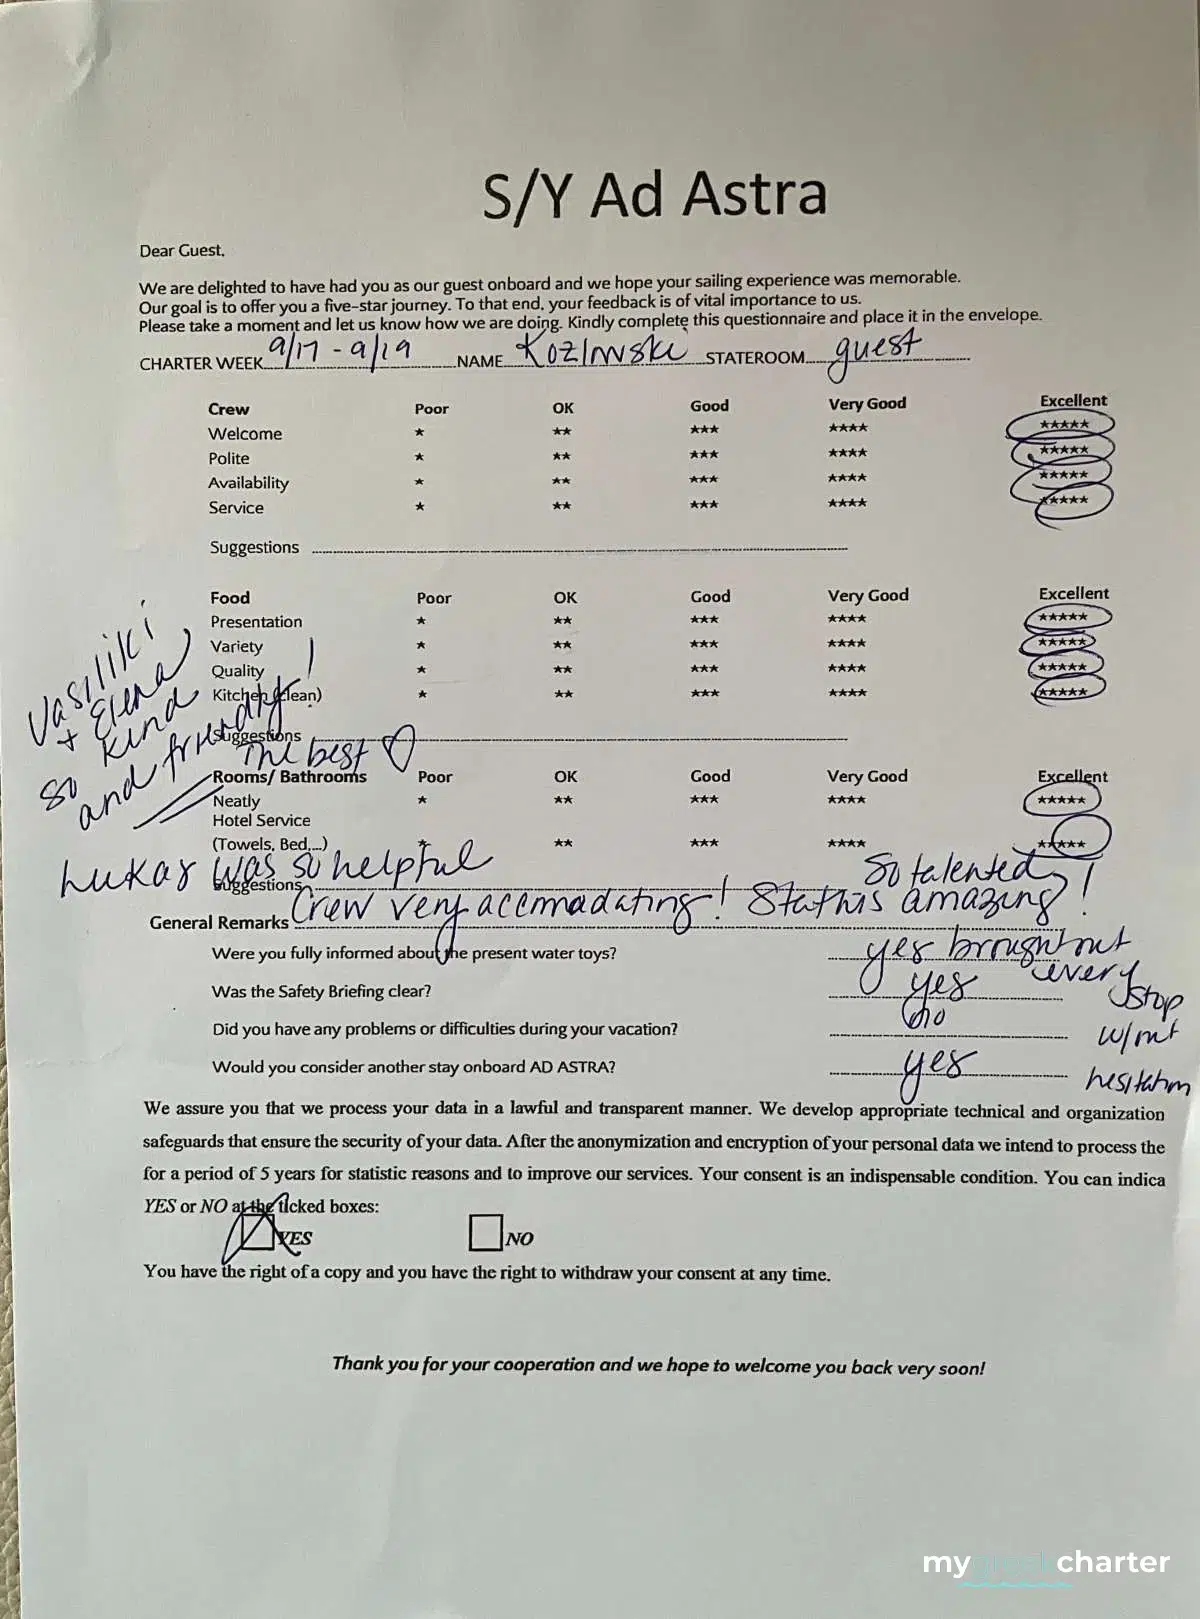 S/Y Ad Astra
Dear Guest,
We are delighted to have had you as our guest onboard and we hope your sailing experience was memorable.
Our goal is to offer you a five-star journey. To that end, your feedback is of vital importance to us.
Please take a moment and let us know how we are doing. Kindly complete this questionnaire and place it in the envelope.
CHARTER WEEK 9/17 - 9/19 NAME Kozlowski STATEROOM guest
Crew Poor OK Good Very Good Excellent
Welcome * ** *** **** *****
Polite * ** *** **** *****
Availability * ** *** **** *****
Service * ** *** **** *****
Suggestions
Food Poor OK Good Very Good Excellent
Presentation * ** *** **** *****
Variety * ** *** **** *****
Quality * ** *** **** *****
Kitchen (clean) * ** *** **** *****
Suggestions
Vasiliki
+ Elena
so kind
and friendly!
The best ♡
Rooms/ Bathrooms Poor OK Good Very Good Excellent
Neatly * ** *** **** *****
Hotel Service
(Towels, Bed,...) * ** *** **** *****
Lukas was so helpful
Suggestions
So talented
General Remarks Crew very accmadating! Stathis amazing!
Were you fully informed about the present water toys? yes brought out
every
stop
Was the Safety Briefing clear? yes
Did you have any problems or difficulties during your vacation? no
Would you consider another stay onboard AD ASTRA? yes
w/out
hesitation
We assure you that we process your data in a lawful and transparent manner. We develop appropriate technical and organization
safeguards that ensure the security of your data. After the anonymization and encryption of your personal data we intend to process the
for a period of 5 years for statistic reasons and to improve our services. Your consent is an indispensable condition. You can indica
YES or NO at the ticked boxes:
YES NO
You have the right of a copy and you have the right to withdraw your consent at any time.
Thank you for your cooperation and we hope to welcome you back very soon!
mygreekcharter